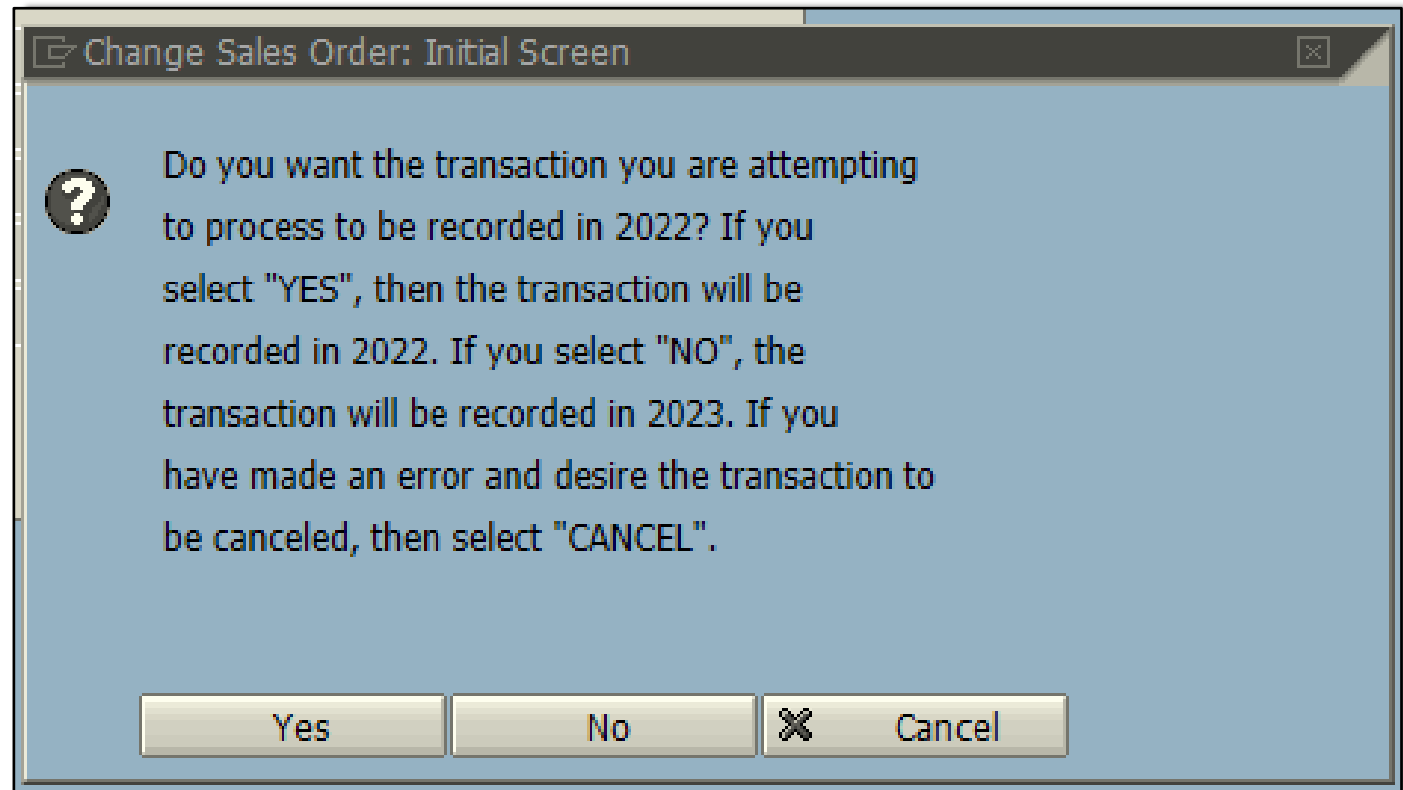 Change Sales Order: Initial Screen
Do you want the transaction you are attempting
to process to be recorded in 2022? If you
select "YES", then the transaction will be
recorded in 2022. If you select "NO", the
transaction will be recorded in 2023. If you
have made an error and desire the transaction to
be canceled, then select "CANCEL".
Yes No Cancel